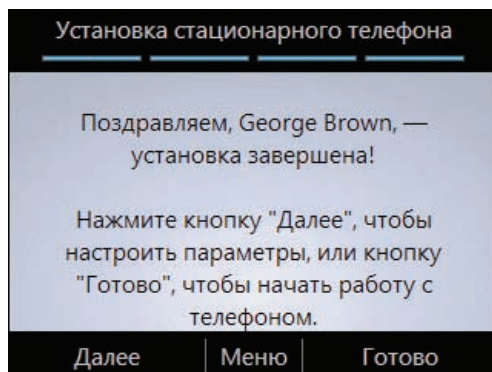 Установка стационарного телефона
Поздравляем, George Brown, —
установка завершена!
Нажмите кнопку "Далее", чтобы
настроить параметры, или кнопку
"Готово", чтобы начать работу с
телефоном.
Далее Меню Готово